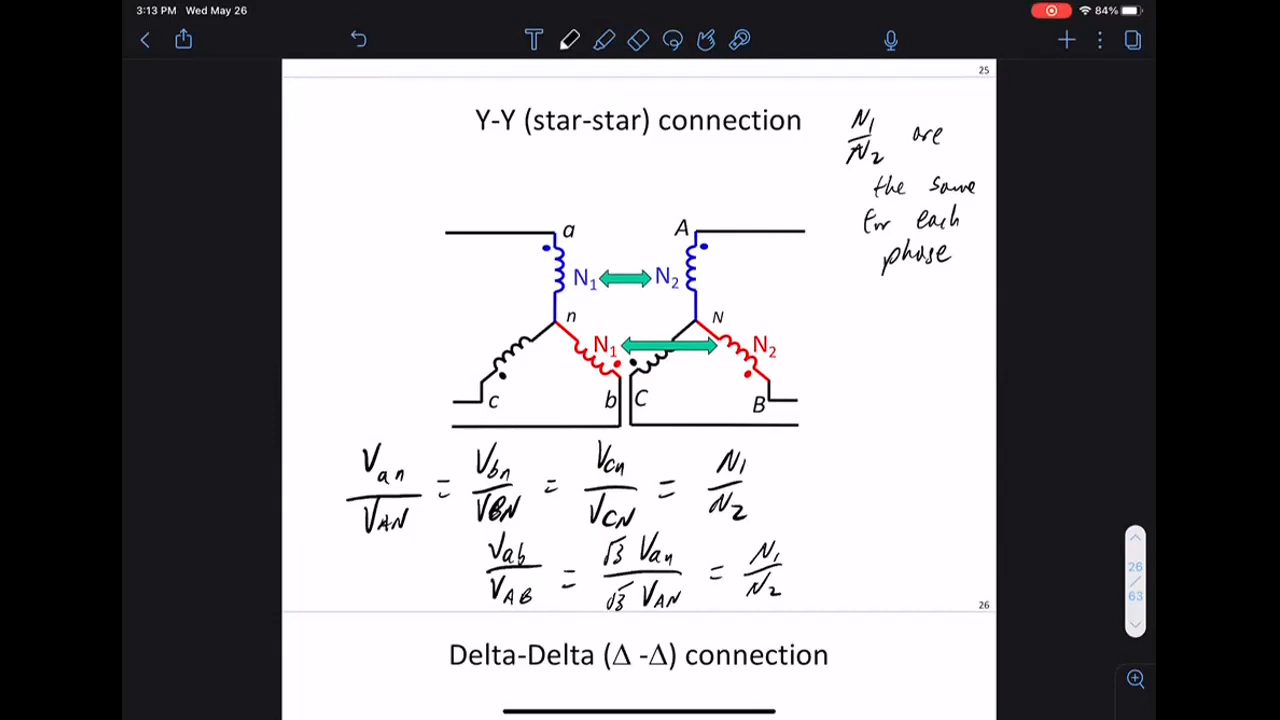 3:13 PM Wed May 26
84%
25
Y-Y (star-star) connection
N1/N2 are
the same
for each
phase
a A
N1 N2
n N
N1 N2
c b C B
Van/VAN = Vbn/VBN = Vcn/VCN = N1/N2
Vab/VAB = √3 Van/√3 VAN = N1/N2
26
26
/
63
Delta-Delta (Δ -Δ) connection